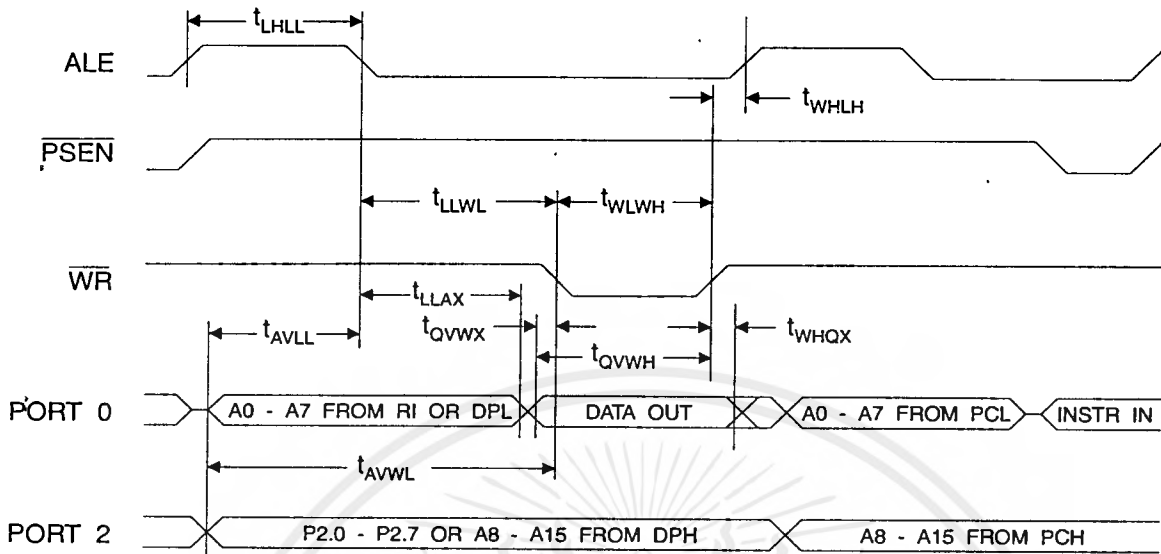 tLHLL
ALE
tWHLH
PSEN
tLLWL
tWLWH
WR
tLLAX
tAVLL
tQVWX
tWHQX
tQVWH
PORT 0
A0 - A7 FROM RI OR DPL
DATA OUT
A0 - A7 FROM PCL
INSTR IN
tAVWL
PORT 2
P2.0 - P2.7 OR A8 - A15 FROM DPH
A8 - A15 FROM PCH